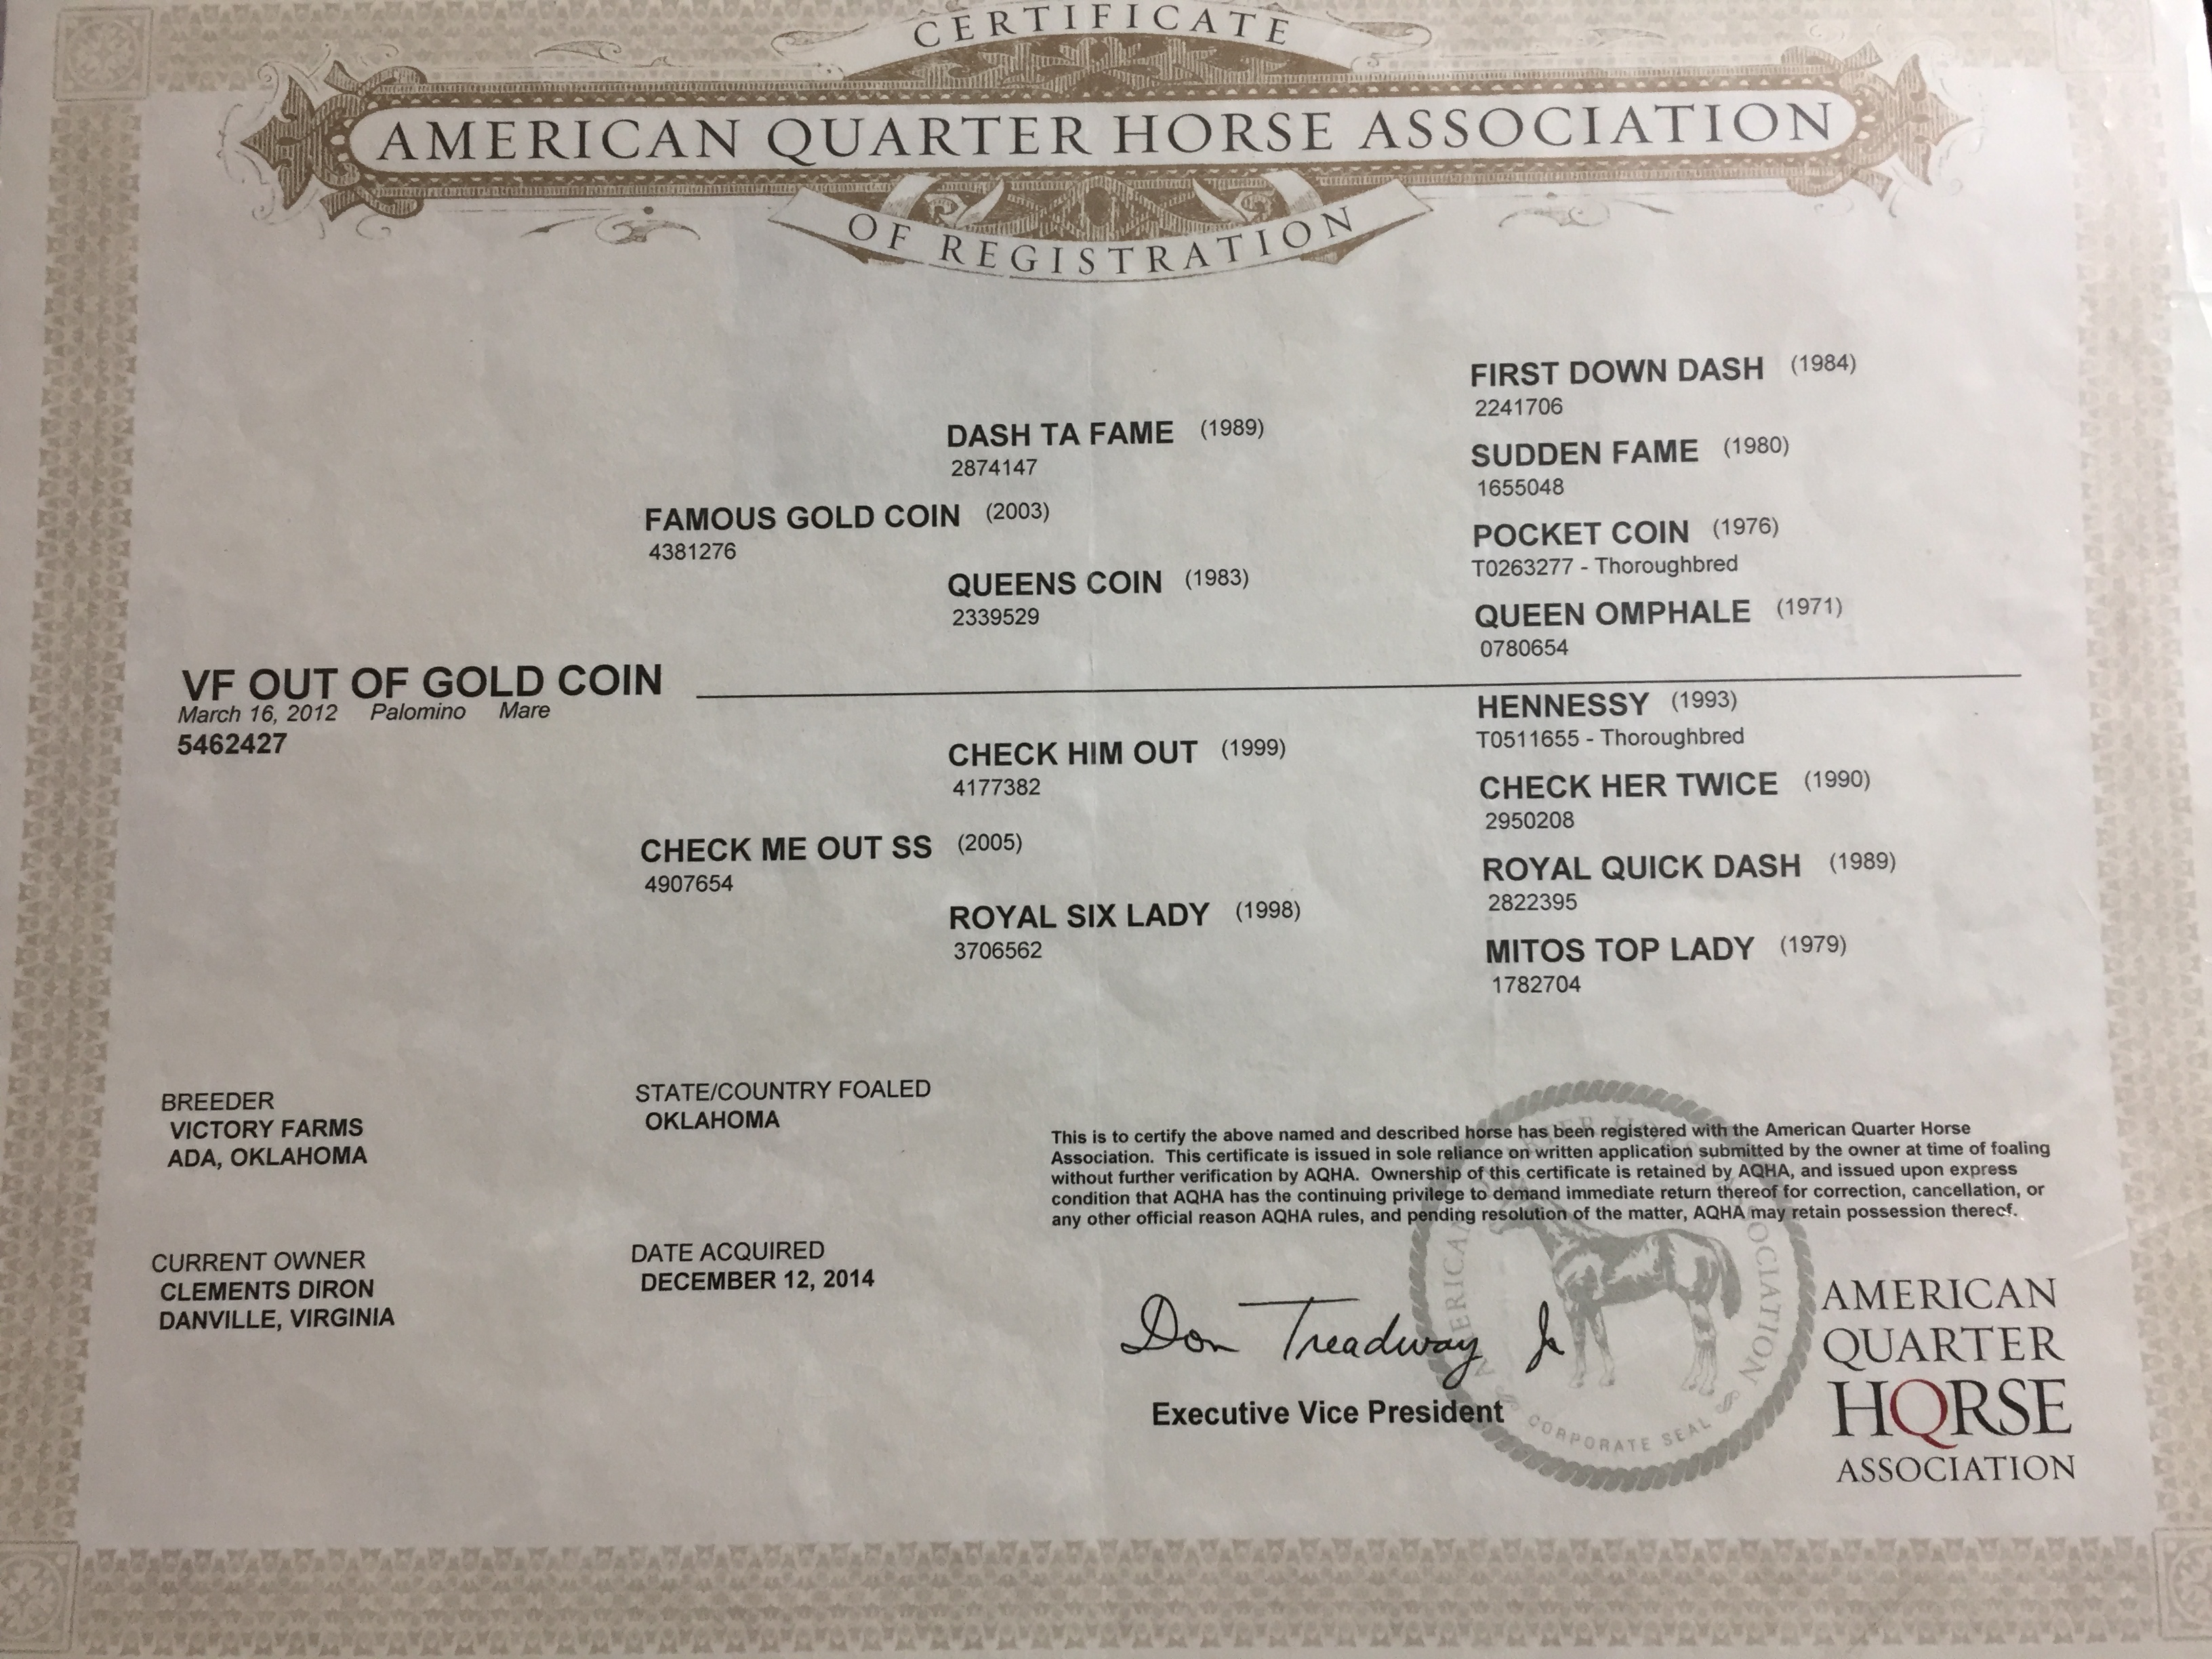 CERTIFICATE
AMERICAN QUARTER HORSE ASSOCIATION
OF REGISTRATION
FIRST DOWN DASH (1984)
2241706
DASH TA FAME (1989)
2874147
SUDDEN FAME (1980)
1655048
FAMOUS GOLD COIN (2003)
4381276
POCKET COIN (1976)
T0263277 - Thoroughbred
QUEENS COIN (1983)
2339529
QUEEN OMPHALE (1971)
0780654
VF OUT OF GOLD COIN
March 16, 2012 Palomino Mare
5462427
HENNESSY (1993)
T0511655 - Thoroughbred
CHECK HIM OUT (1999)
4177382
CHECK HER TWICE (1990)
2950208
CHECK ME OUT SS (2005)
4907654
ROYAL QUICK DASH (1989)
2822395
ROYAL SIX LADY (1998)
3706562
MITOS TOP LADY (1979)
1782704
BREEDER
VICTORY FARMS
ADA, OKLAHOMA
STATE/COUNTRY FOALED
OKLAHOMA
This is to certify the above named and described horse has been registered with the American Quarter Horse
Association. This certificate is issued in sole reliance on written application submitted by the owner at time of foaling
without further verification by AQHA. Ownership of this certificate is retained by AQHA, and issued upon express
condition that AQHA has the continuing privilege to demand immediate return thereof for correction, cancellation, or
any other official reason AQHA rules, and pending resolution of the matter, AQHA may retain possession thereof.
CURRENT OWNER
CLEMENTS DIRON
DANVILLE, VIRGINIA
DATE ACQUIRED
DECEMBER 12, 2014
Don Treadway Jr
Executive Vice President
CORPORATE SEAL
AMERICAN
QUARTER
HORSE
ASSOCIATION